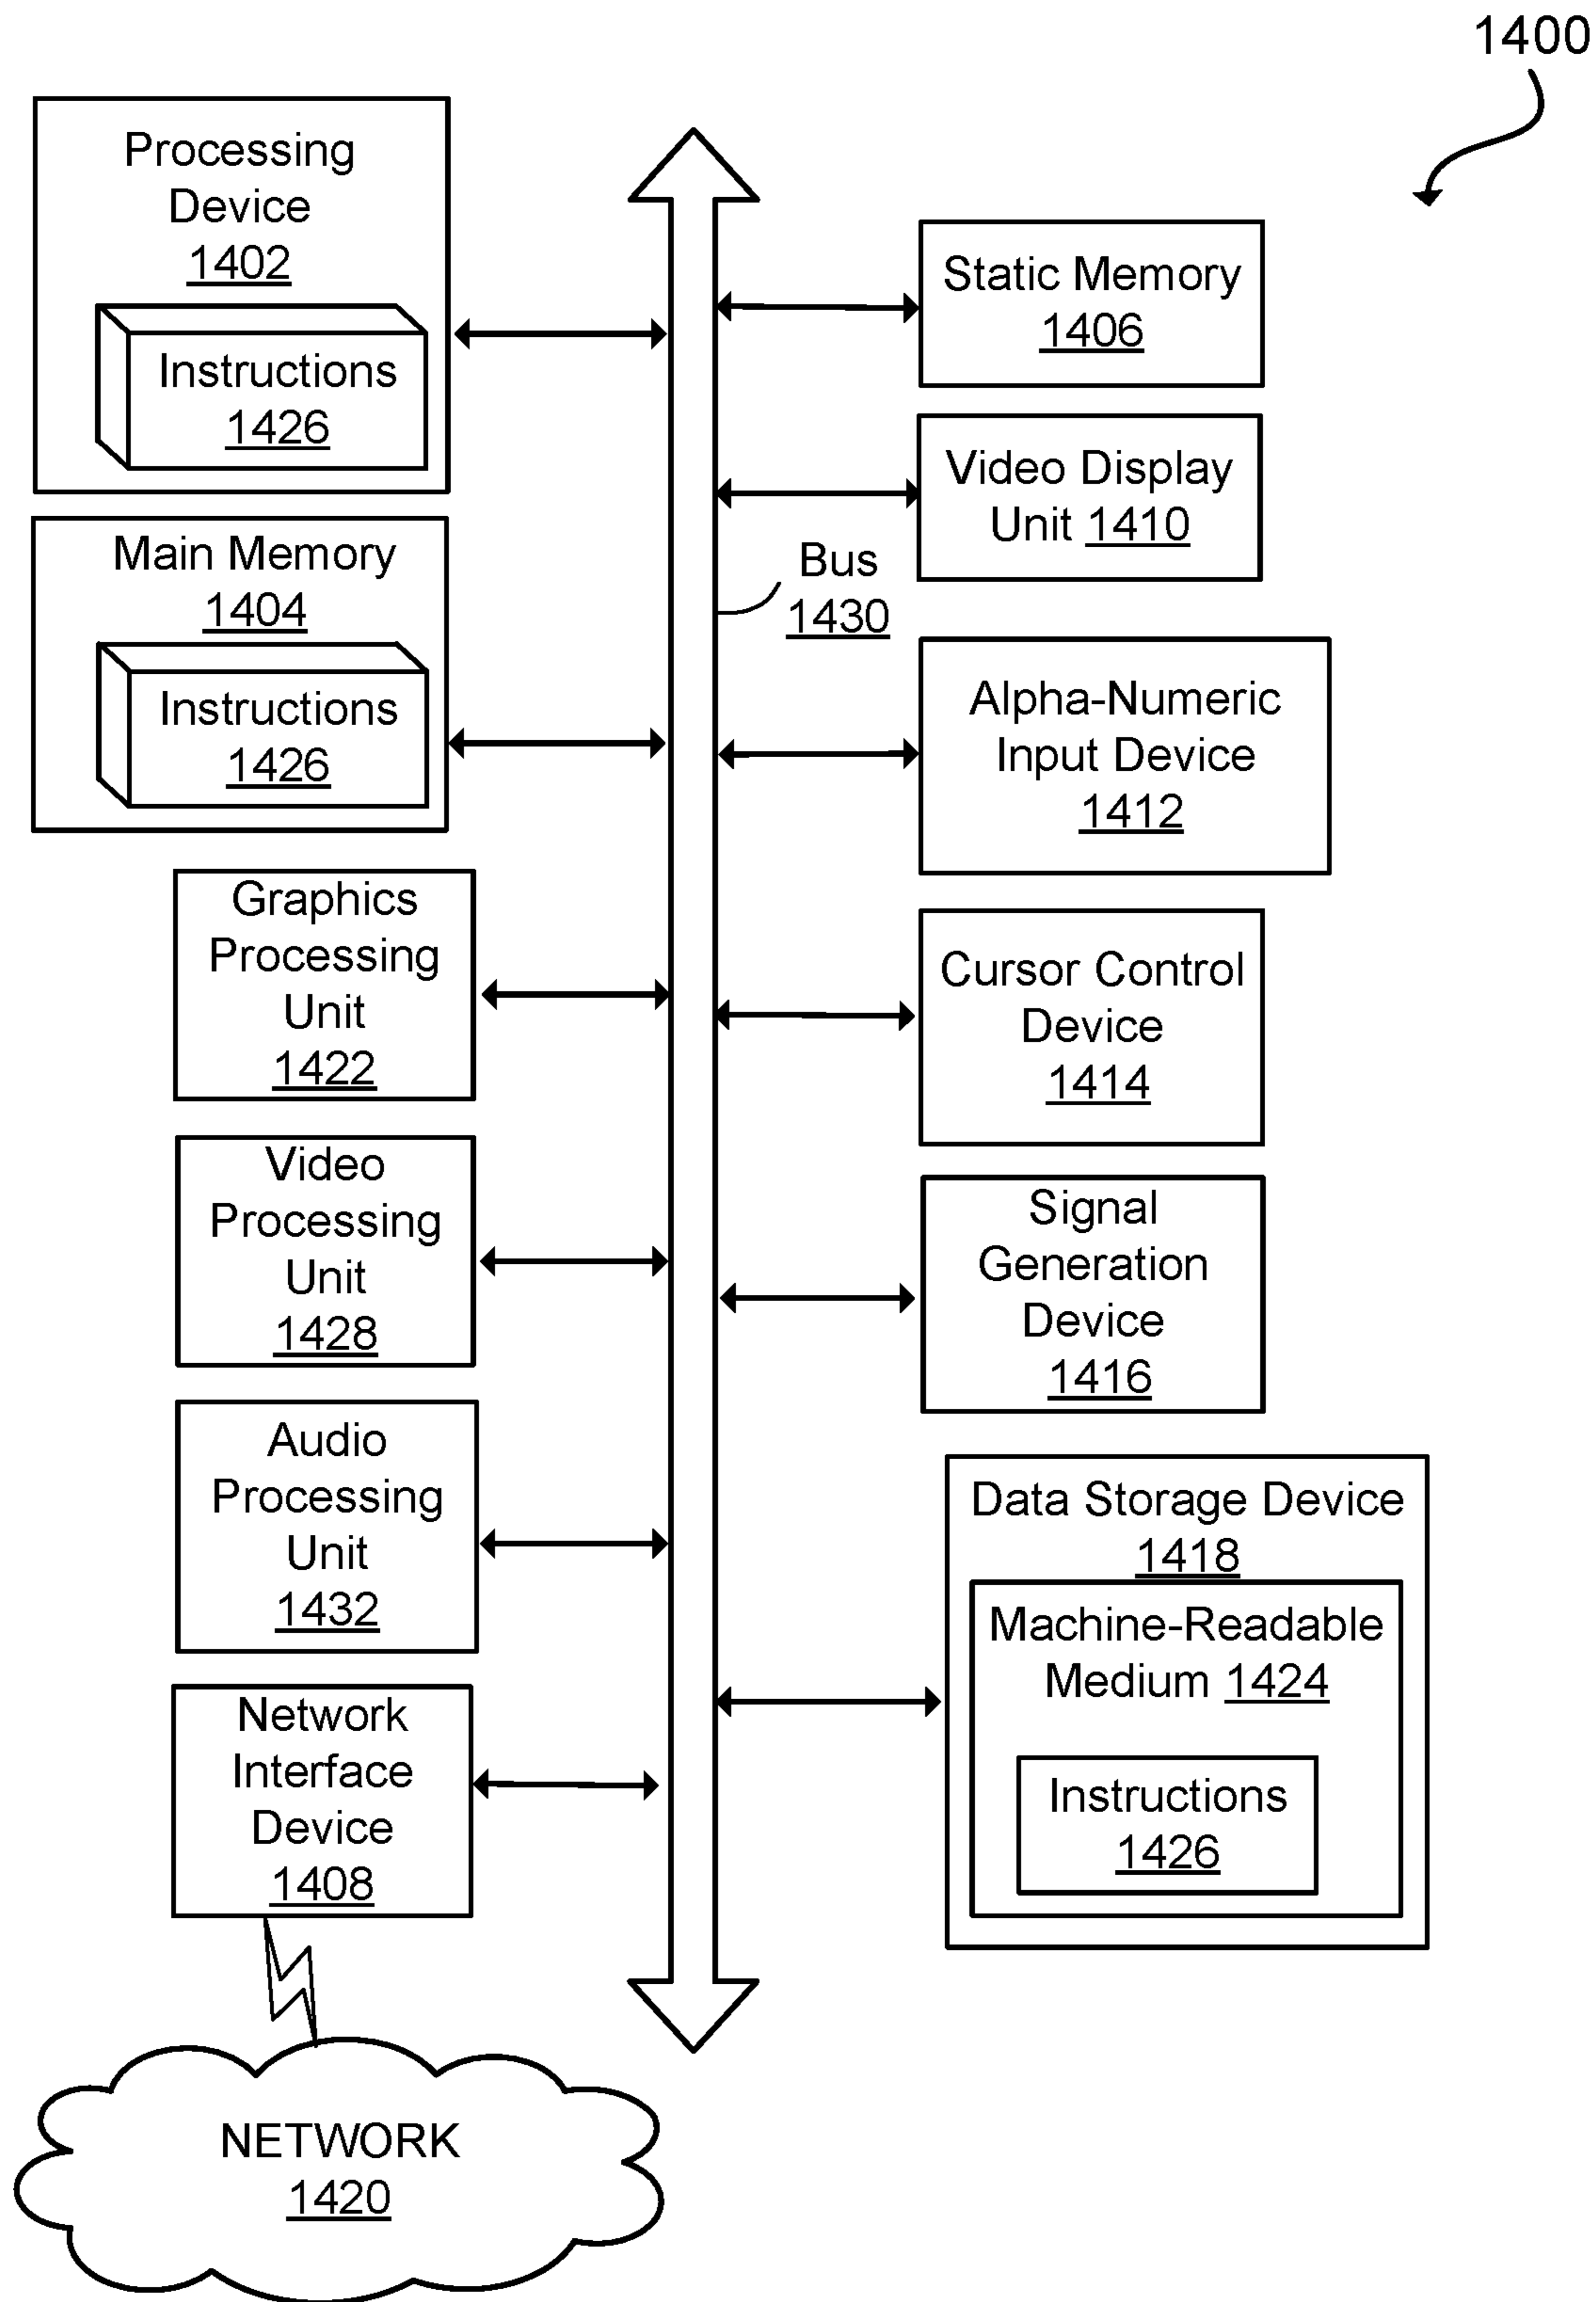 1400
Processing
Device
1402
Instructions
1426
Main Memory
1404
Instructions
1426
Graphics
Processing
Unit
1422
Video
Processing
Unit
1428
Audio
Processing
Unit
1432
Network
Interface
Device
1408
NETWORK
1420
Bus
1430
Static Memory
1406
Video Display
Unit 1410
Alpha-Numeric
Input Device
1412
Cursor Control
Device
1414
Signal
Generation
Device
1416
Data Storage Device
1418
Machine-Readable
Medium 1424
Instructions
1426